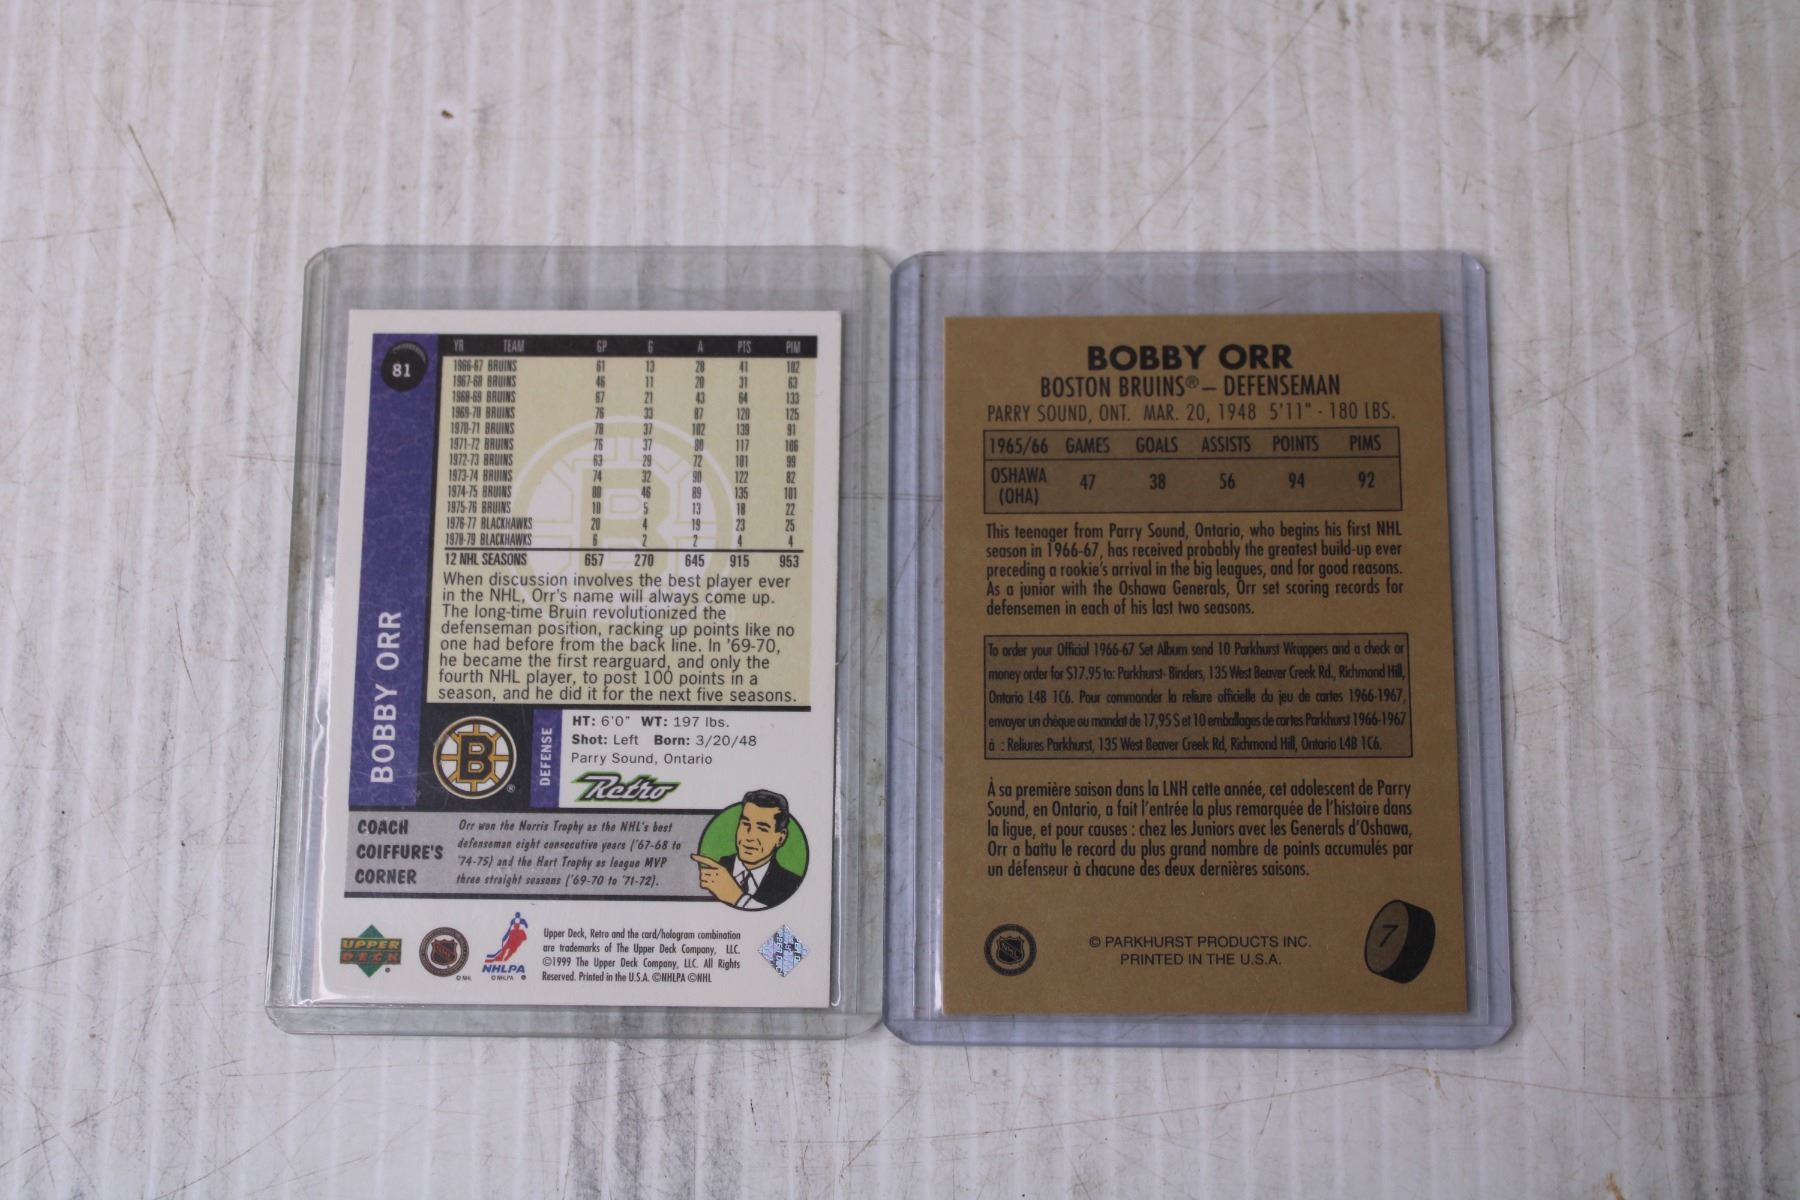 81
BOBBY ORR
YR TEAM GP G A PTS PIM
1966-67 BRUINS 61 13 28 41 102
1967-68 BRUINS 46 11 20 31 63
1968-69 BRUINS 67 21 43 64 133
1969-70 BRUINS 76 33 87 120 125
1970-71 BRUINS 78 37 102 139 91
1971-72 BRUINS 76 37 80 117 106
1972-73 BRUINS 63 29 72 101 99
1973-74 BRUINS 74 32 90 122 82
1974-75 BRUINS 80 46 89 135 101
1975-76 BRUINS 10 5 13 18 22
1976-77 BLACKHAWKS 20 4 19 23 25
1978-79 BLACKHAWKS 6 2 2 4 4
12 NHL SEASONS 657 270 645 915 953
When discussion involves the best player ever
in the NHL, Orr's name will always come up.
The long-time Bruin revolutionized the
defenseman position, racking up points like no
one had before from the back line. In '69-70,
he became the first rearguard, and only the
fourth NHL player, to post 100 points in a
season, and he did it for the next five seasons.
B
DEFENSE
HT: 6'0" WT: 197 lbs.
Shot: Left Born: 3/20/48
Parry Sound, Ontario
Retro
COACH
COIFFURE'S
CORNER
Orr won the Norris Trophy as the NHL's best
defenseman eight consecutive years ('67-68 to
'74-75) and the Hart Trophy as league MVP
three straight seasons ('69-70 to '71-72).
UPPER
DECK
©NHL
NHLPA
©NHLPA
Upper Deck, Retro and the card/hologram combination
are trademarks of The Upper Deck Company, LLC.
©1999 The Upper Deck Company, LLC. All Rights
Reserved. Printed in the U.S.A. ©NHLPA ©NHL
BOBBY ORR
BOSTON BRUINS® – DEFENSEMAN
PARRY SOUND, ONT. MAR. 20, 1948 5'11" - 180 LBS.
1965/66 GAMES GOALS ASSISTS POINTS PIMS
OSHAWA (OHA) 47 38 56 94 92
This teenager from Parry Sound, Ontario, who begins his first NHL
season in 1966-67, has received probably the greatest build-up ever
preceding a rookie's arrival in the big leagues, and for good reasons.
As a junior with the Oshawa Generals, Orr set scoring records for
defensemen in each of his last two seasons.
To order your Official 1966-67 Set Album send 10 Parkhurst Wrappers and a check or
money order for $17.95 to: Parkhurst- Binders, 135 West Beaver Creek Rd., Richmond Hill,
Ontario L4B 1C6. Pour commander la reliure officielle du jeu de cartes 1966-1967,
envoyer un chèque ou mandat de 17,95 $ et 10 emballages de cartes Parkhurst 1966-1967
à : Reliures Parkhurst, 135 West Beaver Creek Rd, Richmond Hill, Ontario L4B 1C6.
À sa première saison dans la LNH cette année, cet adolescent de Parry
Sound, en Ontario, a fait l'entrée la plus remarquée de l'histoire dans
la ligue, et pour causes : chez les Juniors avec les Generals d'Oshawa,
Orr a battu le record du plus grand nombre de points accumulés par
un défenseur à chacune des deux dernières saisons.
NHL
© PARKHURST PRODUCTS INC.
PRINTED IN THE U.S.A.
7